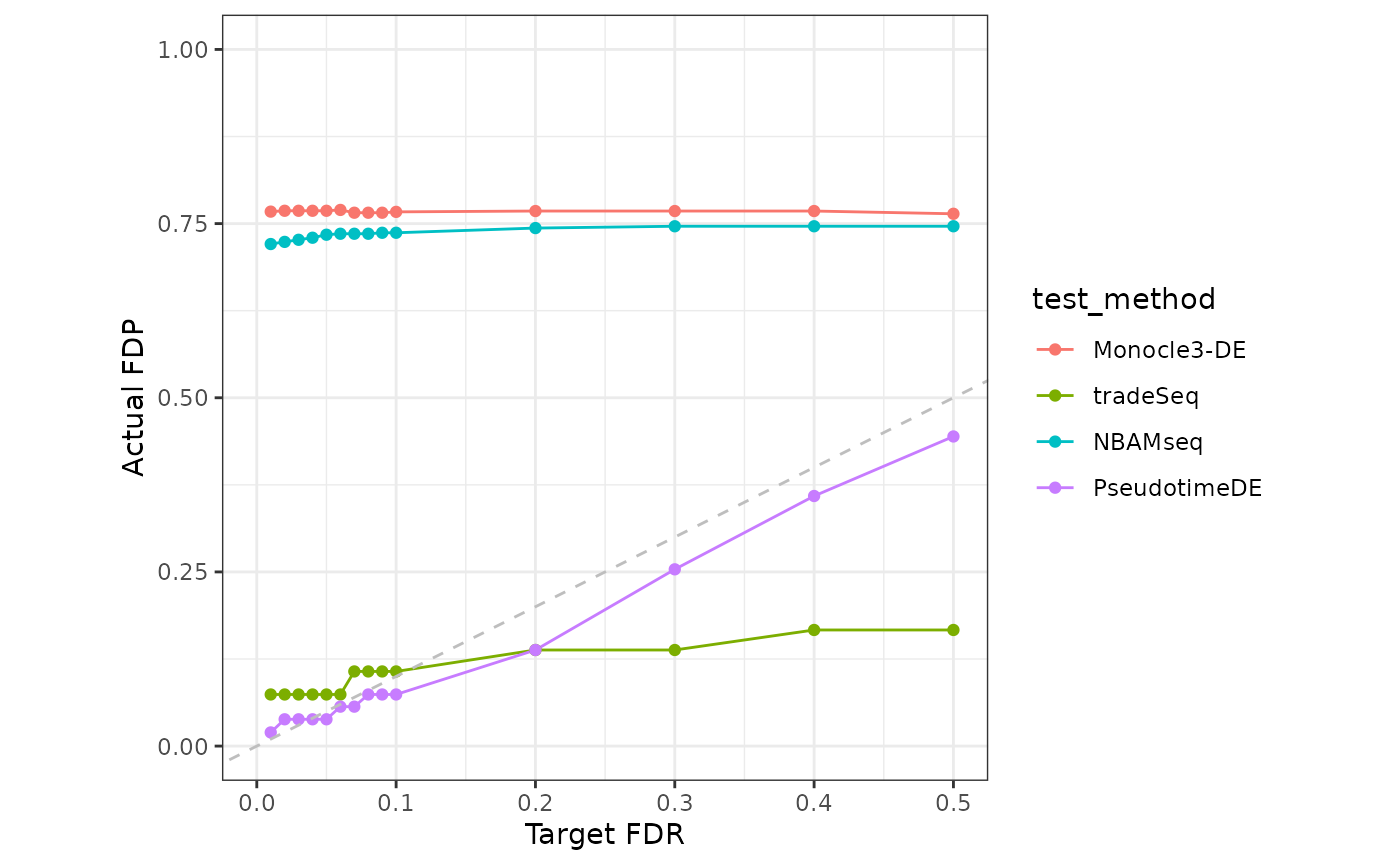 1.00
0.75
0.50
0.25
0.00
Actual FDP
0.0 0.1 0.2 0.3 0.4 0.5
Target FDR
test_method
Monocle3-DE
tradeSeq
NBAMseq
PseudotimeDE